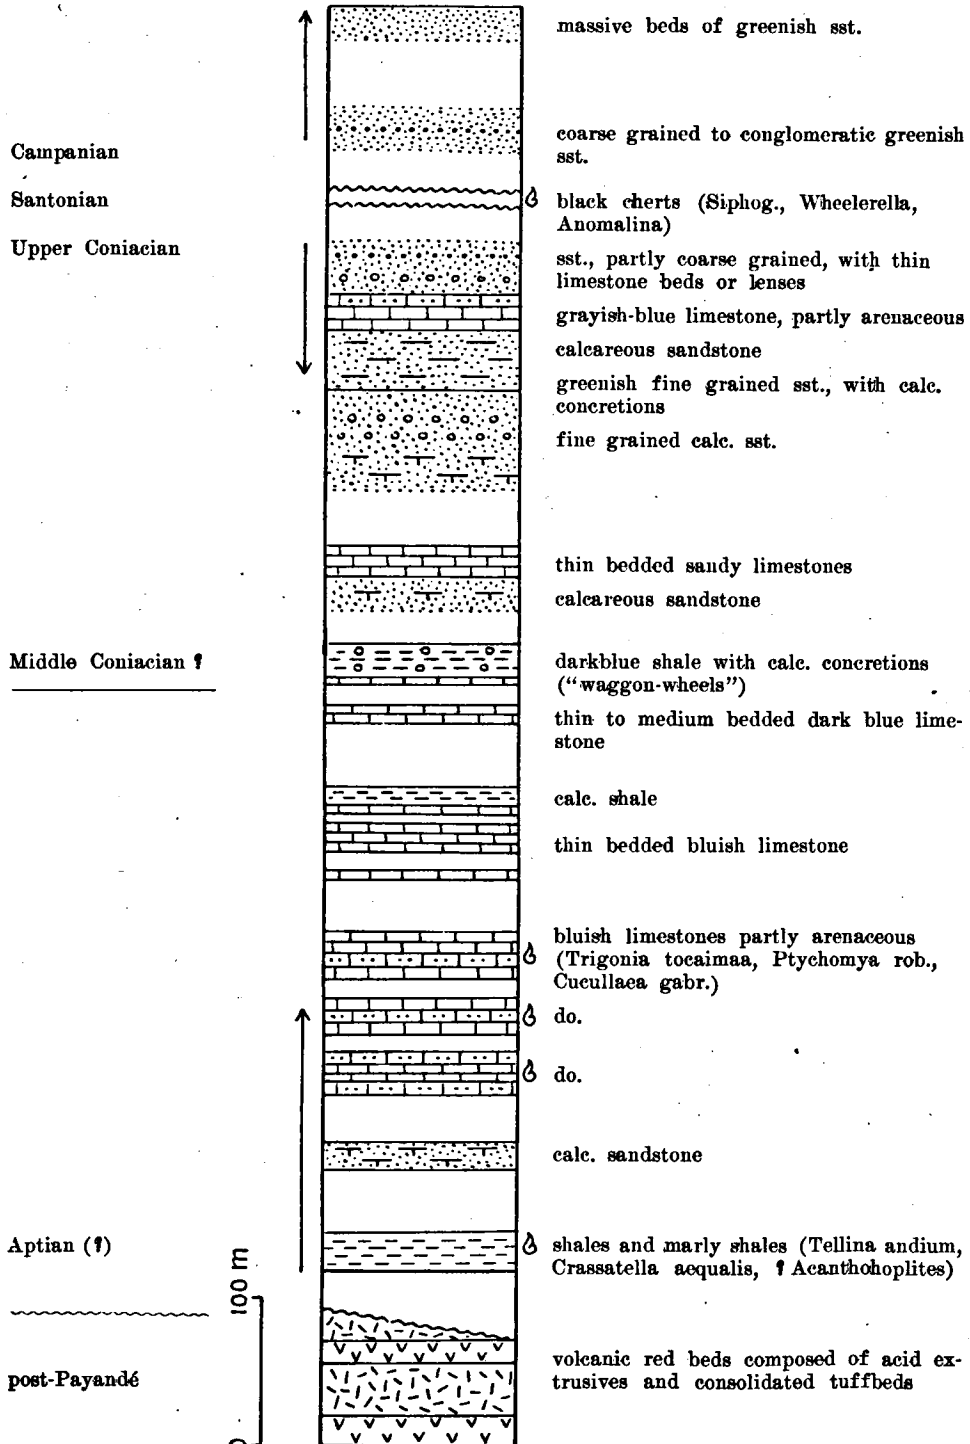 massive beds of greenish sst.
coarse grained to conglomeratic greenish
sst.
Campanian
Santonian
black cherts (Siphog., Wheelerella,
Anomalina)
Upper Coniacian
sst., partly coarse grained, with thin
limestone beds or lenses
grayish-blue limestone, partly arenaceous
calcareous sandstone
greenish fine grained sst., with calc.
concretions
fine grained calc. sst.
thin bedded sandy limestones
calcareous sandstone
Middle Coniacian ?
darkblue shale with calc. concretions
(“waggon-wheels”)
thin to medium bedded dark blue lime-
stone
calc. shale
thin bedded bluish limestone
bluish limestones partly arenaceous
(Trigonia tocaimaa, Ptychomya rob.,
Cucullaea gabr.)
do.
do.
calc. sandstone
Aptian (?)
shales and marly shales (Tellina andium,
Crassatella aequalis, ? Acanthohoplites)
100 m
0
post-Payandé
volcanic red beds composed of acid ex-
trusives and consolidated tuffbeds